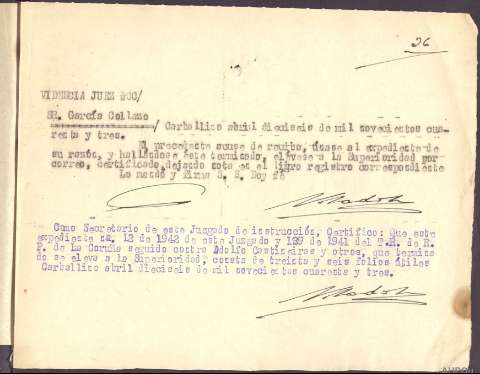 26
VIDENCIA JUEZ ACC/
SR. García Collazo
/ Carballino abril dieciseis de mil novecientos cua-
renta y tres.
El precedente acuse de recibo, únase al expediente de
su razón, y hallándose este terminado, elévese a la Superioridad por
correo, certificado, dejando nota en el libro registro correspondiente
Lo mandó y firma S. S. Doy fé
Como Secretario de este Juzgado de instrucción, Certifico: Que este
expediente nº. 12 de 1942 de este Juzgado y 129 de 1941 del T.R. de R.
P. de La Coruña seguido contra Adolfo Castiñeiras y otros, que termina
do se eleva a la Superioridad, consta de treinta y seis folios útiles
Carballino abril dieciseis de mil novecientos cuarenta y tres.